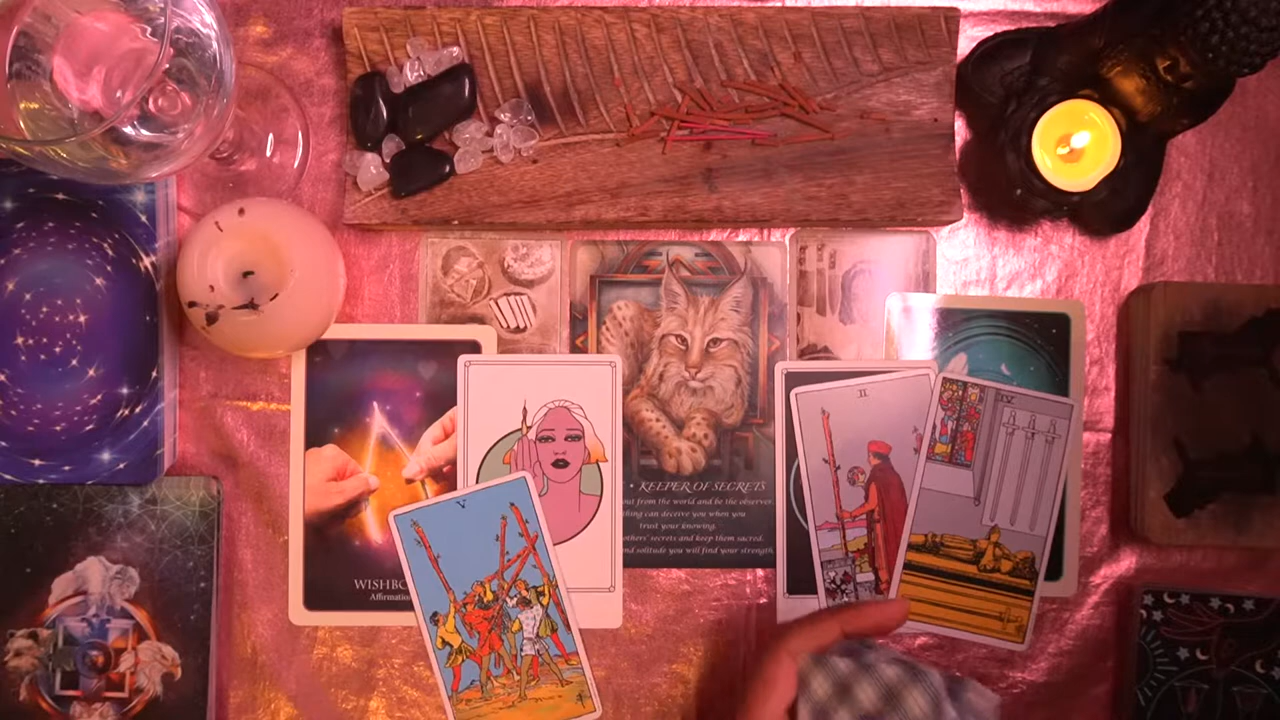 II
IV
• KEEPER OF SECRETS
out from the world and be the observer.
thing can deceive you when you
trust your knowing.
others' secrets and keep them sacred.
and solitude you will find your strength.
V
WISHBO
Affirmation